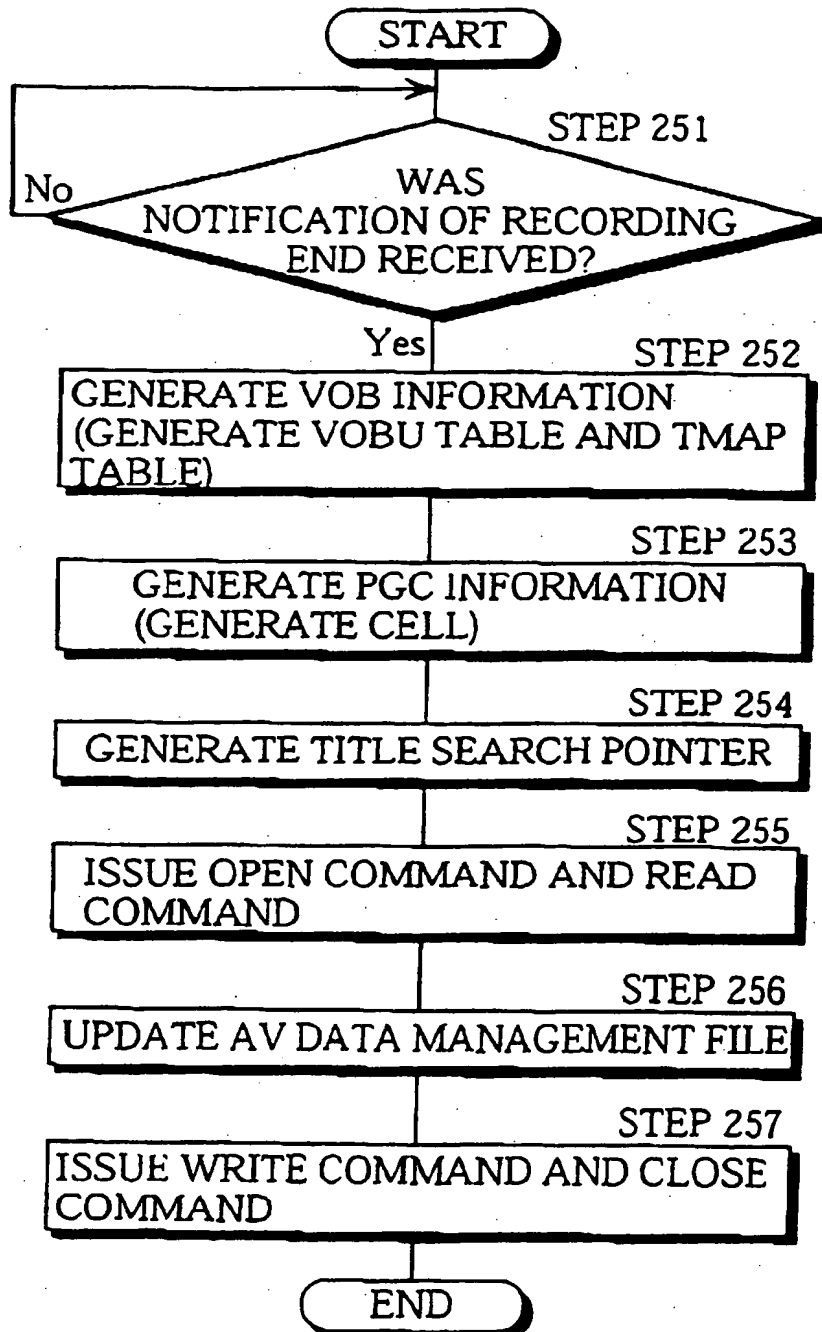 START
STEP 251
No
WAS
NOTIFICATION OF RECORDING
END RECEIVED?
Yes
STEP 252
GENERATE VOB INFORMATION
(GENERATE VOBU TABLE AND TMAP
TABLE)
STEP 253
GENERATE PGC INFORMATION
(GENERATE CELL)
STEP 254
GENERATE TITLE SEARCH POINTER
STEP 255
ISSUE OPEN COMMAND AND READ
COMMAND
STEP 256
UPDATE AV DATA MANAGEMENT FILE
STEP 257
ISSUE WRITE COMMAND AND CLOSE
COMMAND
END